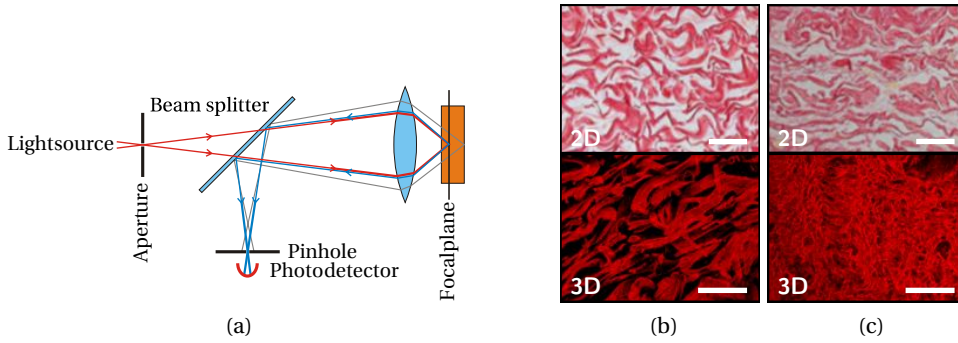 Beam splitter
Lightsource
Aperture
Pinhole
Photodetector
Focalplane
(a)
2D
3D
(b)
2D
3D
(c)